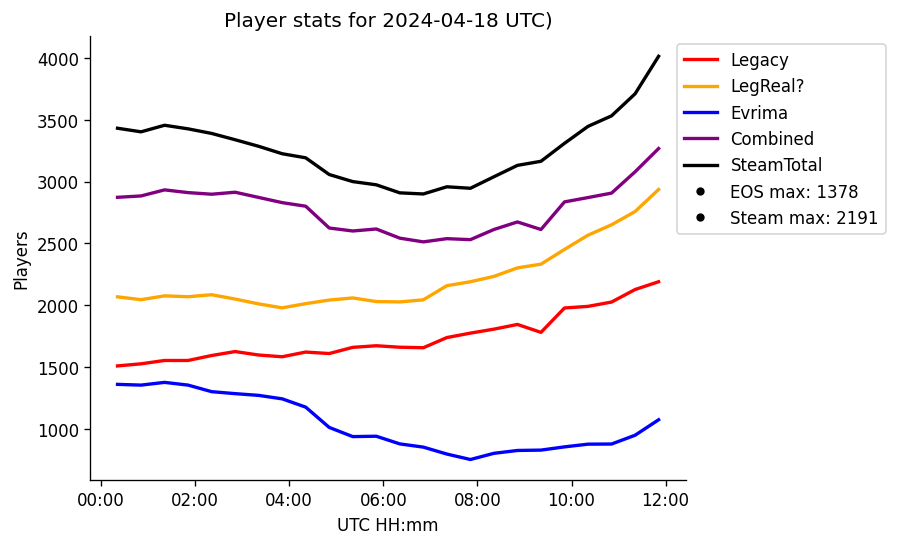 Player stats for 2024-04-18 UTC)
4000
3500
3000
2500
2000
1500
1000
Players
00:00 02:00 04:00 06:00 08:00 10:00 12:00
UTC HH:mm
Legacy
LegReal?
Evrima
Combined
SteamTotal
EOS max: 1378
Steam max: 2191